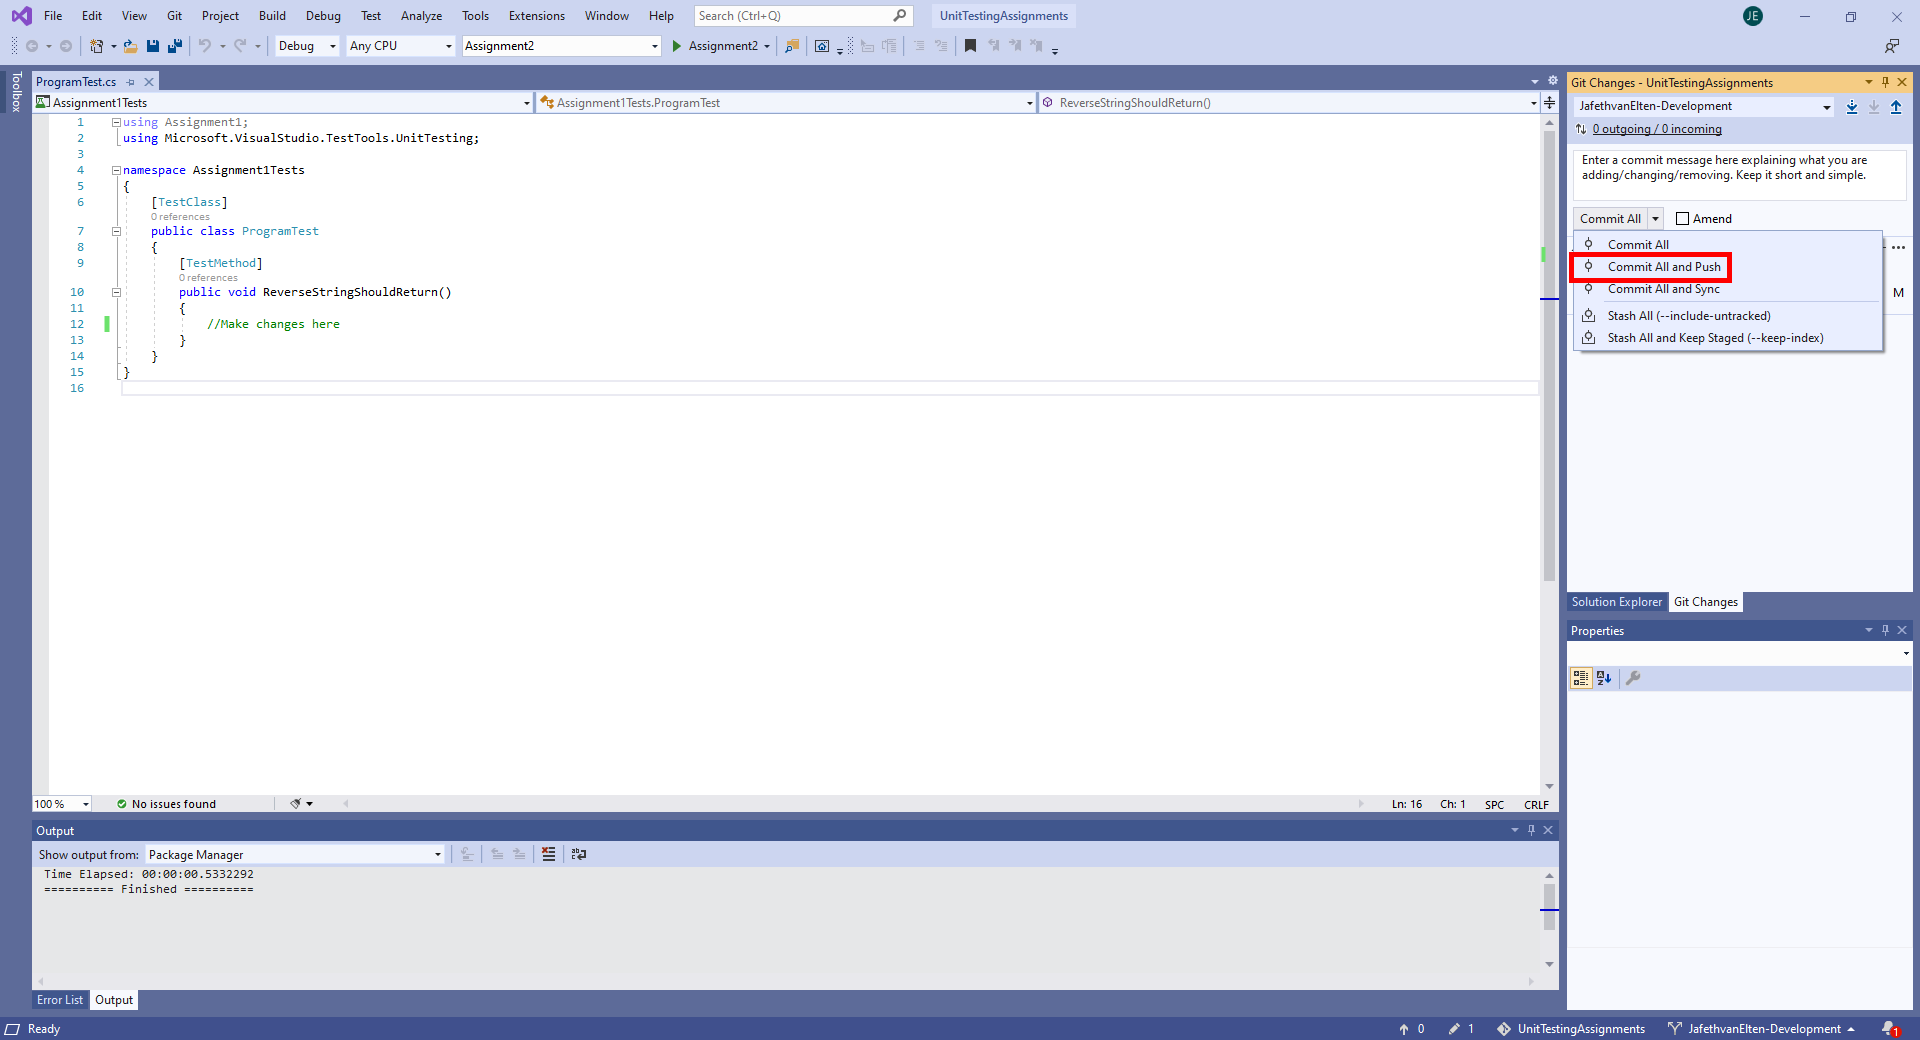 File Edit View Git Project Build Debug Test Analyze Tools Extensions Window Help Search (Ctrl+Q) UnitTestingAssignments JE
Debug Any CPU Assignment2 Assignment2
Toolbox
ProgramTest.cs
Assignment1Tests Assignment1Tests.ProgramTest ReverseStringShouldReturn()
1 using Assignment1;
2 using Microsoft.VisualStudio.TestTools.UnitTesting;
3
4 namespace Assignment1Tests
5 {
6 [TestClass]
0 references
7 public class ProgramTest
8 {
9 [TestMethod]
0 references
10 public void ReverseStringShouldReturn()
11 {
12 //Make changes here
13 }
14 }
15 }
16
100 % No issues found Ln: 16 Ch: 1 SPC CRLF
Output
Show output from: Package Manager
Time Elapsed: 00:00:00.5332292
========== Finished ==========
Error List Output
Git Changes - UnitTestingAssignments
JafethvanElten-Development
0 outgoing / 0 incoming
Enter a commit message here explaining what you are
adding/changing/removing. Keep it short and simple.
Commit All Amend
Commit All
Commit All and Push
Commit All and Sync
M
Stash All (--include-untracked)
Stash All and Keep Staged (--keep-index)
Solution Explorer Git Changes
Properties
Ready 0 1 UnitTestingAssignments JafethvanElten-Development 1